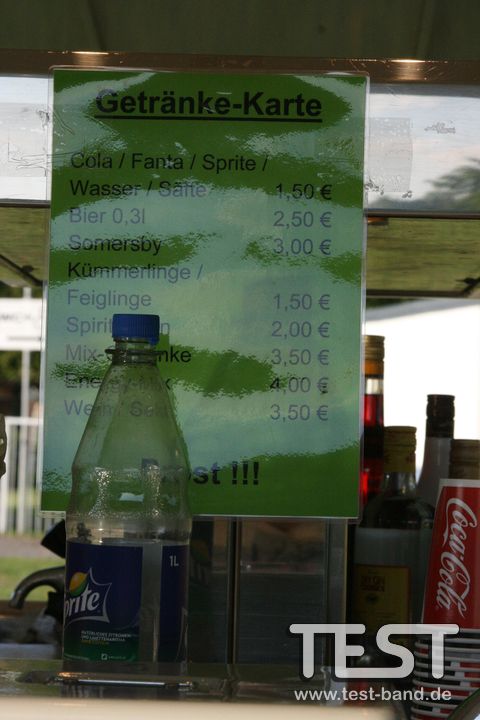 Getränke-Karte
Cola / Fanta / Sprite /
Wasser / Säfte 1,50 €
Bier 0,3l 2,50 €
Somersby 3,00 €
Kümmerlinge /
Feiglinge 1,50 €
2,00 €
3,50 €
4,00 €
3,50 €
!!!
1L
Coca-Cola
TEST
www.test-band.de